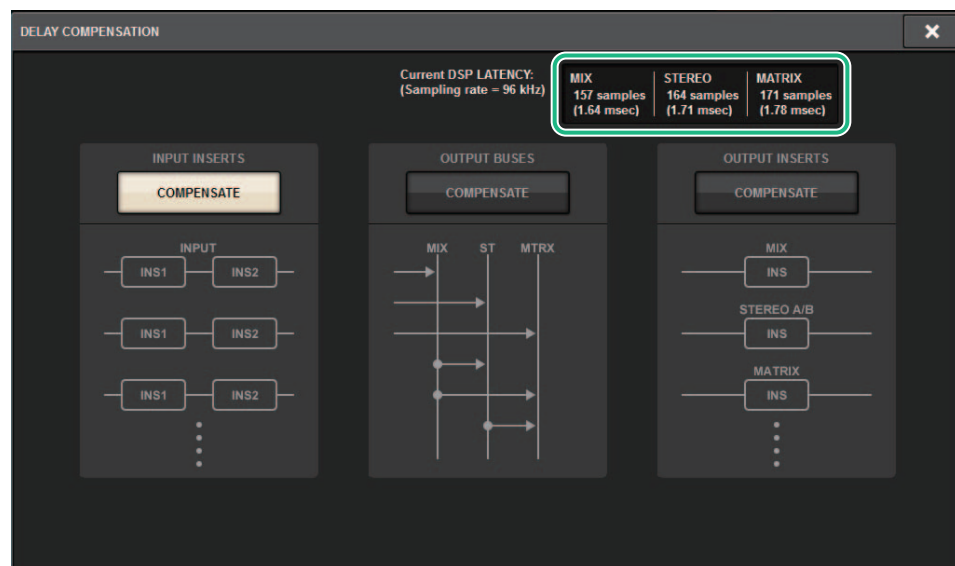 DELAY COMPENSATION
Current DSP LATENCY:
(Sampling rate = 96 kHz)
MIX
157 samples
(1.64 msec)
STEREO
164 samples
(1.71 msec)
MATRIX
171 samples
(1.78 msec)
INPUT INSERTS
COMPENSATE
INPUT
INS1 INS2
INS1 INS2
INS1 INS2
OUTPUT BUSES
COMPENSATE
MIX ST MTRX
OUTPUT INSERTS
COMPENSATE
MIX
INS
STEREO A/B
INS
MATRIX
INS